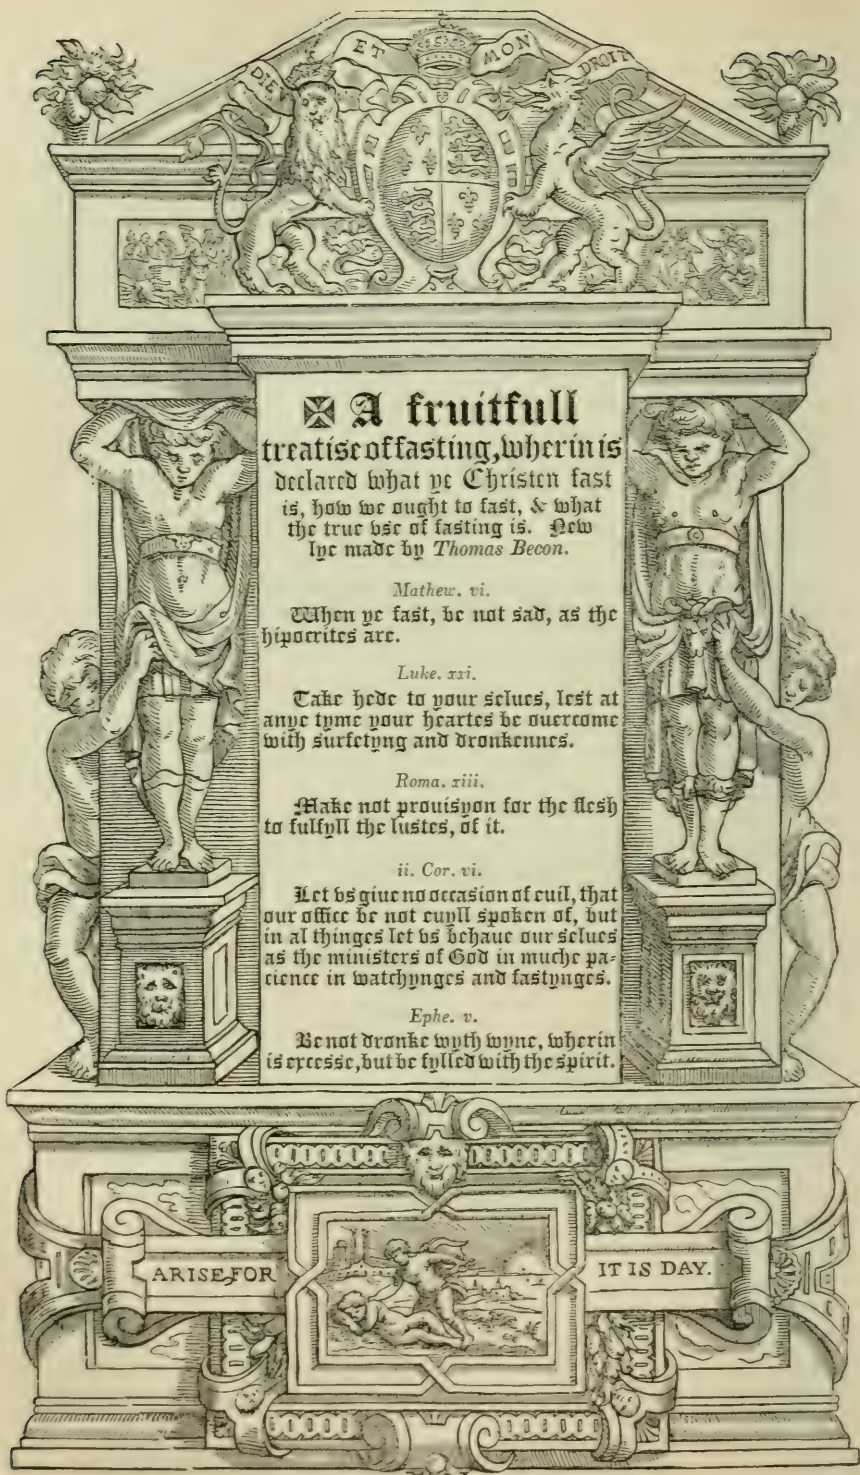 DIEV ET MON DROIT
✠ A fruitfull
treatise of fasting, wherin is
declared what ye Christen fast
is, how we ought to fast, & what
the true vse of fasting is. New
lye made by Thomas Becon.
Mathew. vi.
When ye fast, be not sad, as the
hipocrites are.
Luke. xxi.
Take hede to your selues, lest at
anye tyme your heartes be ouercome
with surfetyng and dronkennes.
Roma. xiii.
Make not prouisyon for the flesh
to fulfyll the lustes, of it.
ii. Cor. vi.
Let vs giue no occasion of euil, that
our office be not euyll spoken of, but
in al thinges let vs behaue our selues
as the ministers of God in muche pa=
cience in watchynges and fastynges.
Ephe. v.
Be not dronke wyth wyne, wherin
is excesse, but be fylled with the spirit.
ARISE, FOR IT IS DAY.